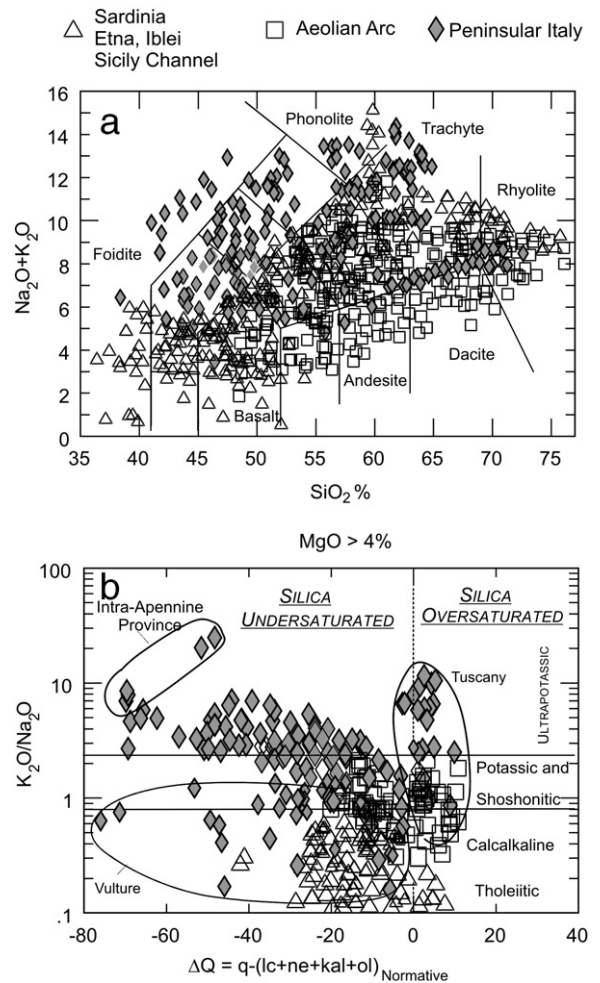 Sardinia
Etna, Iblei
Sicily Channel
Aeolian Arc
Peninsular Italy
a
16
14
12
10
8
6
4
2
0
Na2O+K2O
Phonolite
Trachyte
Rhyolite
Foidite
Dacite
Andesite
Basalt
35 40 45 50 55 60 65 70 75
SiO2 %
MgO > 4%
b
100
10
1
.1
K2O/Na2O
Intra-Apennine
Province
SILICA
UNDERSATURATED
SILICA
OVERSATURATED
Tuscany
ULTRAPOTASSIC
Potassic and
Shoshonitic
Calcalkaline
Vulture
Tholeiitic
-80 -60 -40 -20 0 20 40
ΔQ = q-(lc+ne+kal+ol)Normative